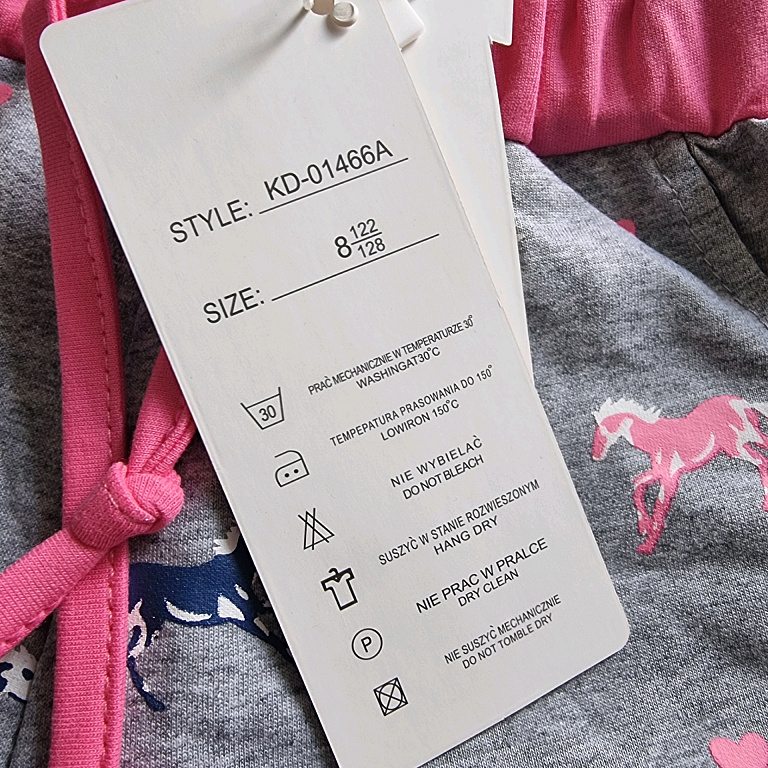 STYLE: KD-01466A
SIZE: 8 122/128
PRAĆ MECHANICZNIE W TEMPERATURZE 30°
WASHINGAT30°C
30
TEMPEPATURA PRASOWANIA DO 150°
LOWIRON 150°C
NIE WYBIELAĆ
DO NOT BLEACH
SUSZYĆ W STANIE ROZWIESZONYM
HANG DRY
NIE PRAC W PRALCE
DRY CLEAN
P
NIE SUSZYĆ MECHANICZNIE
DO NOT TOMBLE DRY